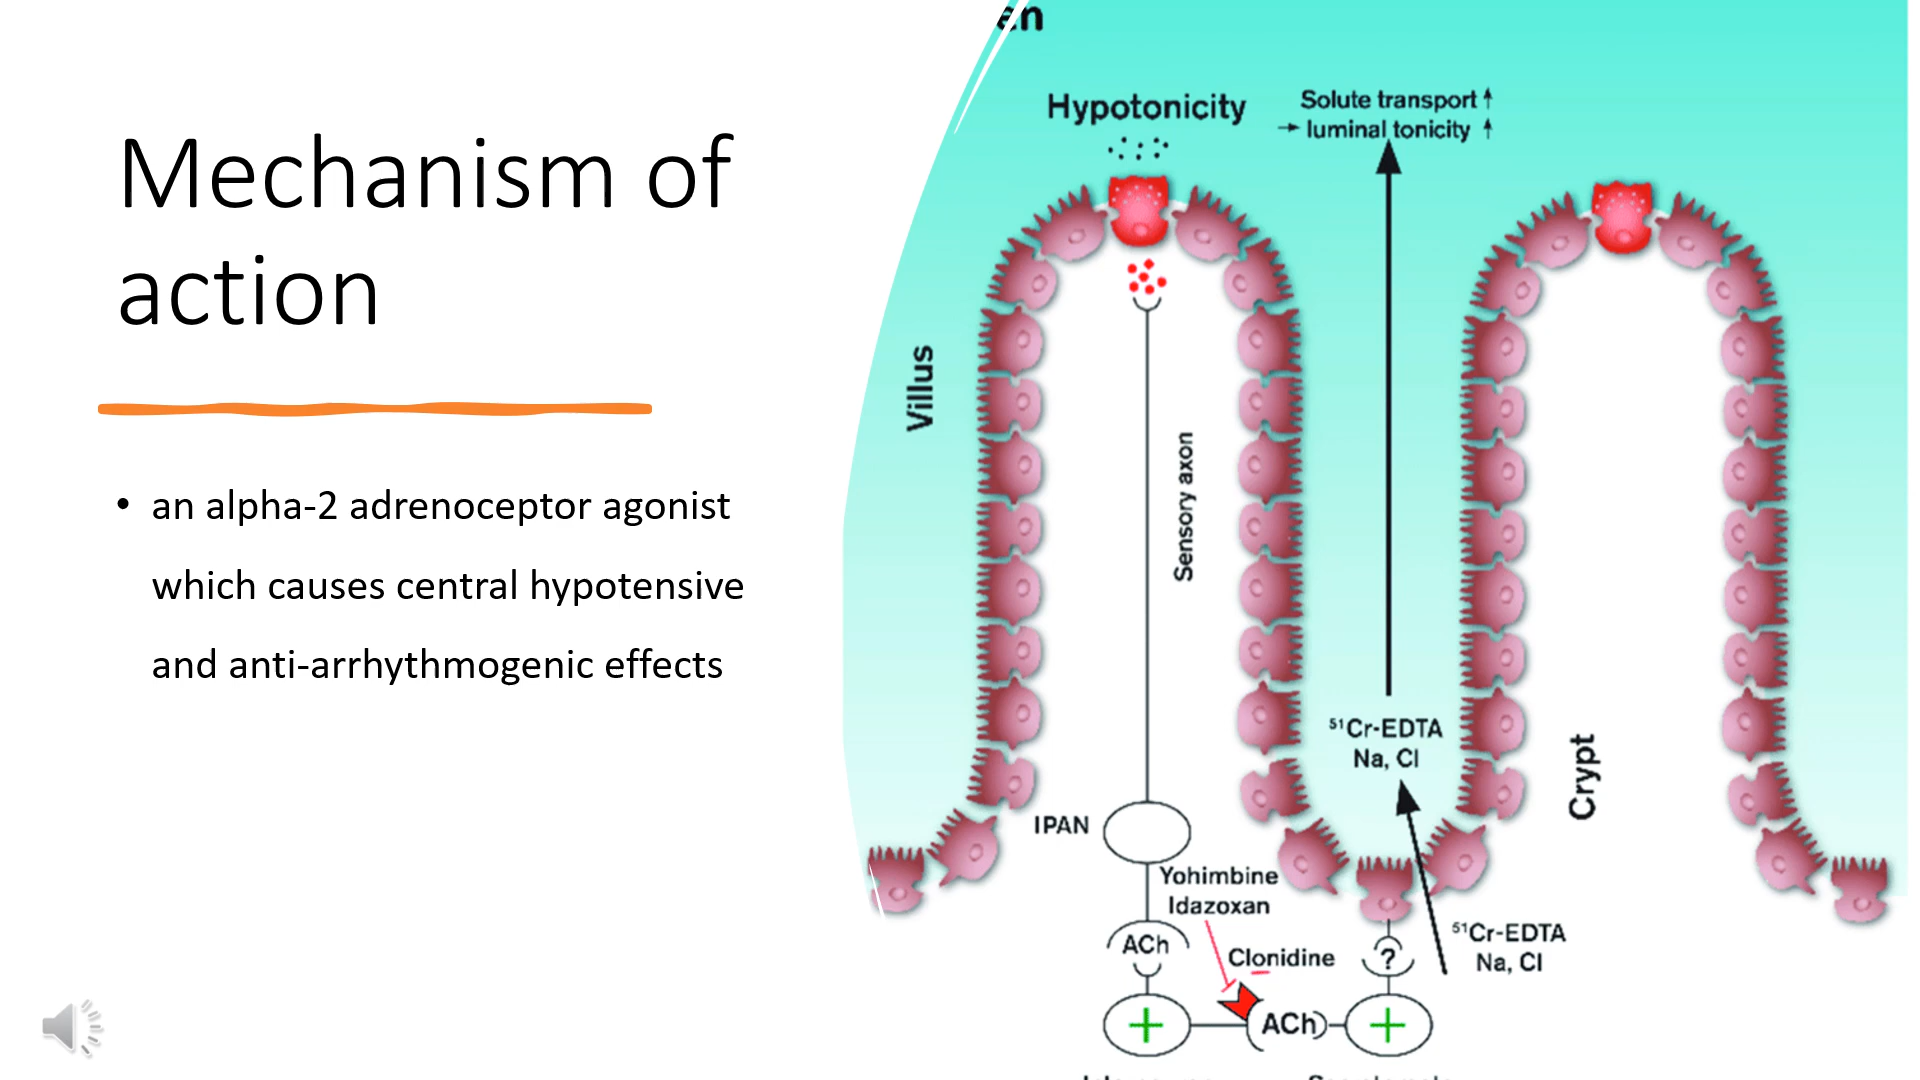 Mechanism of
action
• an alpha-2 adrenoceptor agonist
which causes central hypotensive
and anti-arrhythmogenic effects
Hypotonicity
Solute transport ↑
→ luminal tonicity ↑
Villus
Sensory axon
⁵¹Cr-EDTA
Na, Cl
Crypt
IPAN
Yohimbine
Idazoxan
ACh
Clonidine
?
⁵¹Cr-EDTA
Na, Cl
+
ACh
+